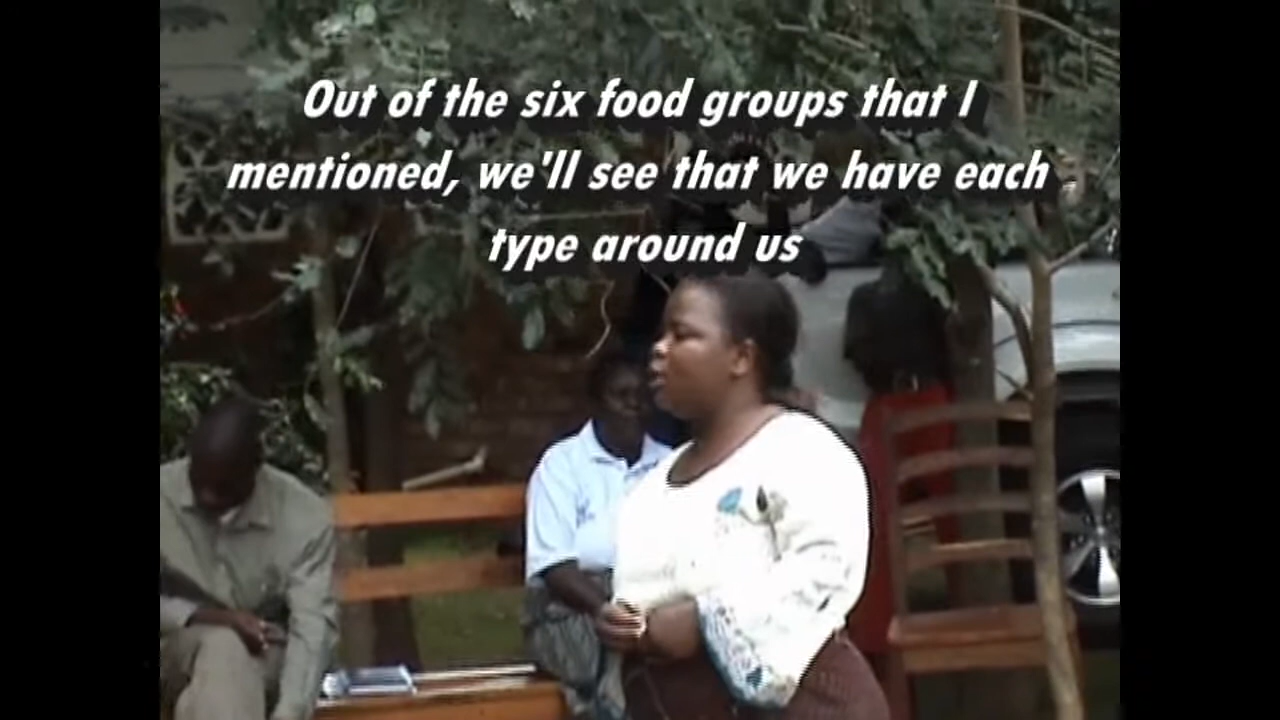 Out of the six food groups that I
mentioned, we'll see that we have each
type around us